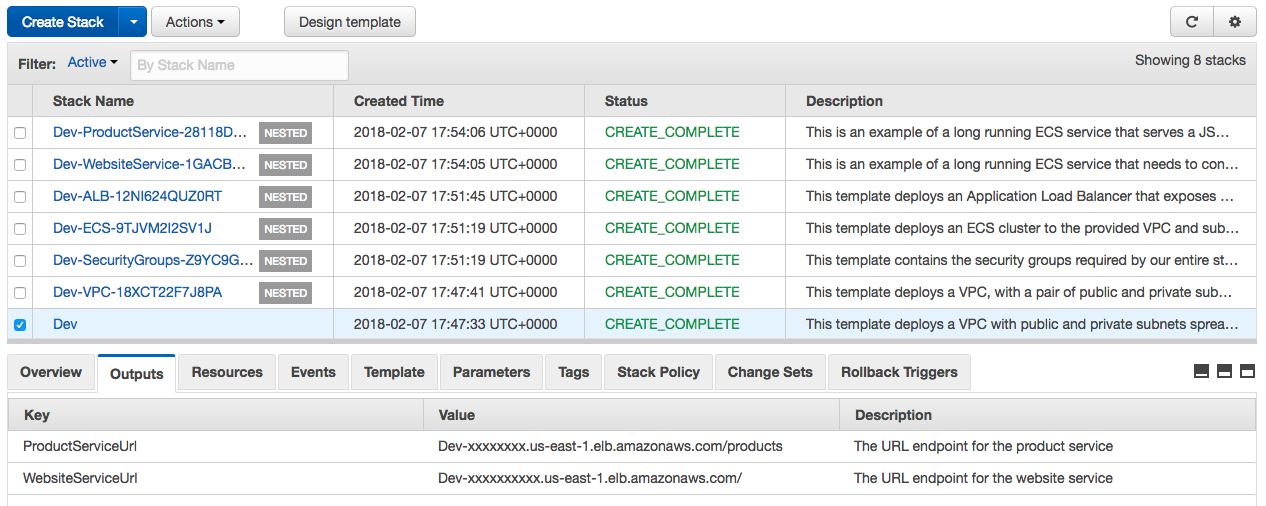 Create Stack Actions Design template
Filter: Active By Stack Name Showing 8 stacks
Stack Name Created Time Status Description
Dev-ProductService-28118D... NESTED 2018-02-07 17:54:06 UTC+0000 CREATE_COMPLETE This is an example of a long running ECS service that serves a JS...
Dev-WebsiteService-1GACB... NESTED 2018-02-07 17:54:05 UTC+0000 CREATE_COMPLETE This is an example of a long running ECS service that needs to con...
Dev-ALB-12NI624QUZ0RT NESTED 2018-02-07 17:51:45 UTC+0000 CREATE_COMPLETE This template deploys an Application Load Balancer that exposes ...
Dev-ECS-9TJVM2I2SV1J NESTED 2018-02-07 17:51:19 UTC+0000 CREATE_COMPLETE This template deploys an ECS cluster to the provided VPC and sub...
Dev-SecurityGroups-Z9YC9G... NESTED 2018-02-07 17:51:19 UTC+0000 CREATE_COMPLETE This template contains the security groups required by our entire st...
Dev-VPC-18XCT22F7J8PA NESTED 2018-02-07 17:47:41 UTC+0000 CREATE_COMPLETE This template deploys a VPC, with a pair of public and private sub...
Dev 2018-02-07 17:47:33 UTC+0000 CREATE_COMPLETE This template deploys a VPC with public and private subnets sprea...
Overview Outputs Resources Events Template Parameters Tags Stack Policy Change Sets Rollback Triggers
Key Value Description
ProductServiceUrl Dev-xxxxxxxx.us-east-1.elb.amazonaws.com/products The URL endpoint for the product service
WebsiteServiceUrl Dev-xxxxxxxxxx.us-east-1.elb.amazonaws.com/ The URL endpoint for the website service